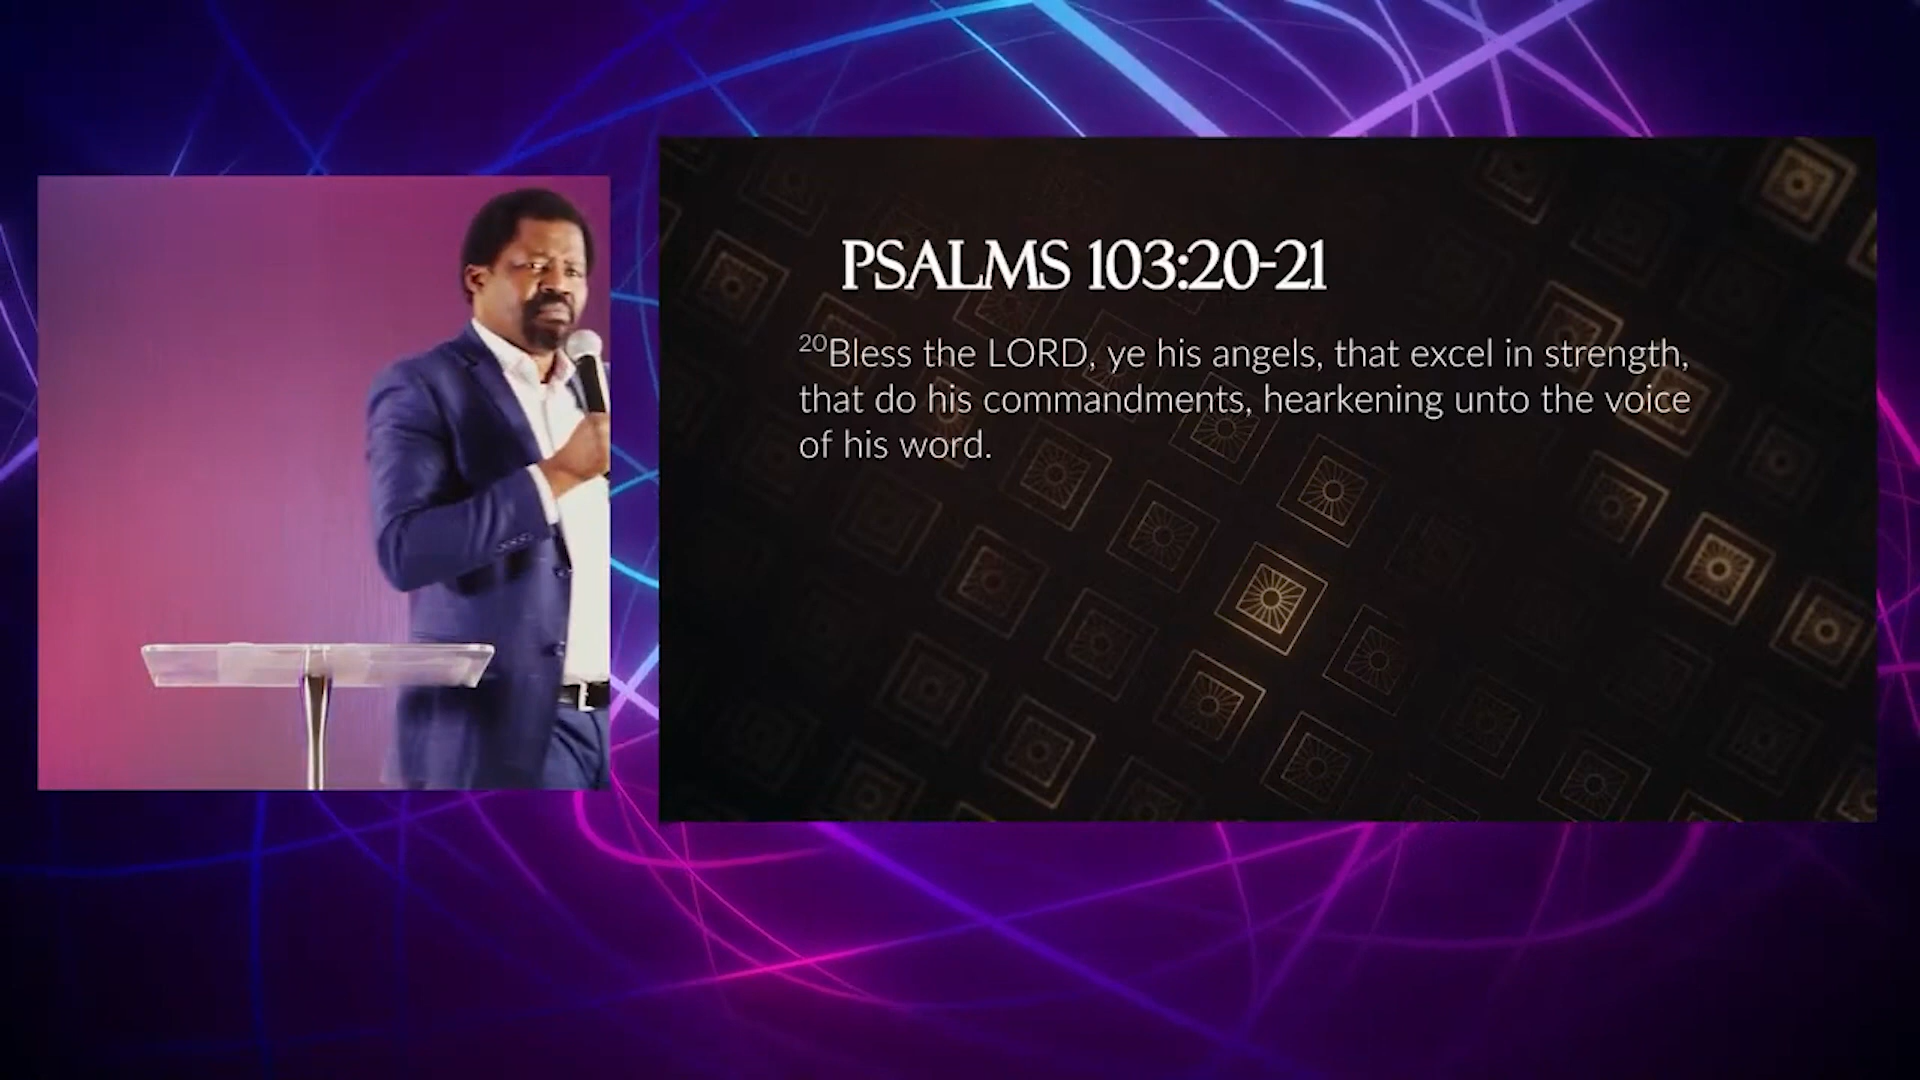 PSALMS 103:20-21
20Bless the LORD, ye his angels, that excel in strength,
that do his commandments, hearkening unto the voice
of his word.